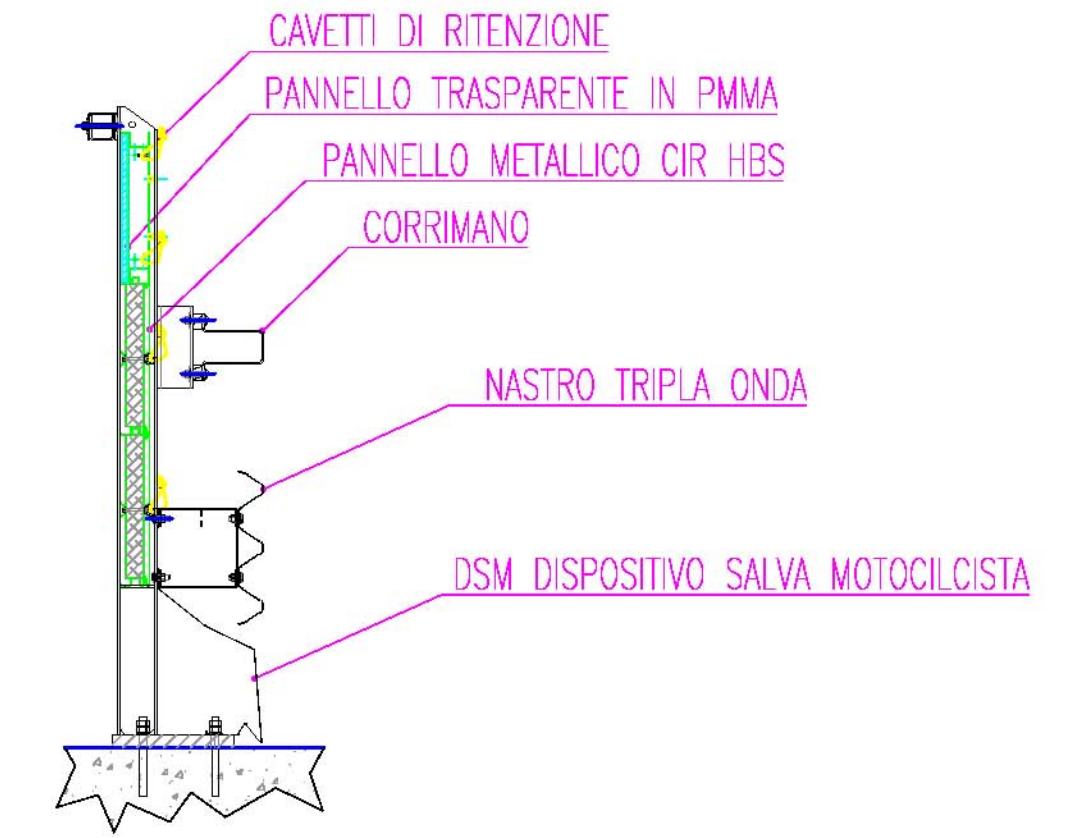 CAVETTI DI RITENZIONE
PANNELLO TRASPARENTE IN PMMA
PANNELLO METALLICO CIR HBS
CORRIMANO
NASTRO TRIPLA ONDA
DSM DISPOSITIVO SALVA MOTOCILCISTA